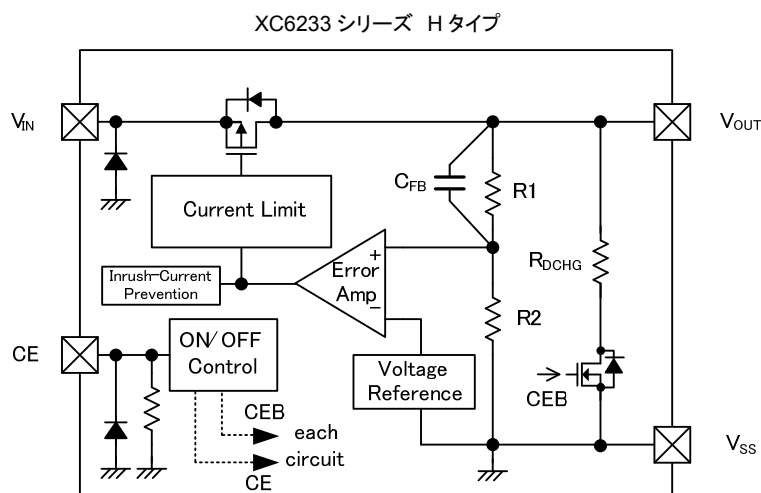 XC6233 シリーズ H タイプ
VIN
VOUT
Current Limit
CFB
R1
RDCHG
Inrush-Current
Prevention
+
Error
Amp
−
R2
CE
ON/OFF
Control
Voltage
Reference
CEB
CEB
each
circuit
CE
VSS